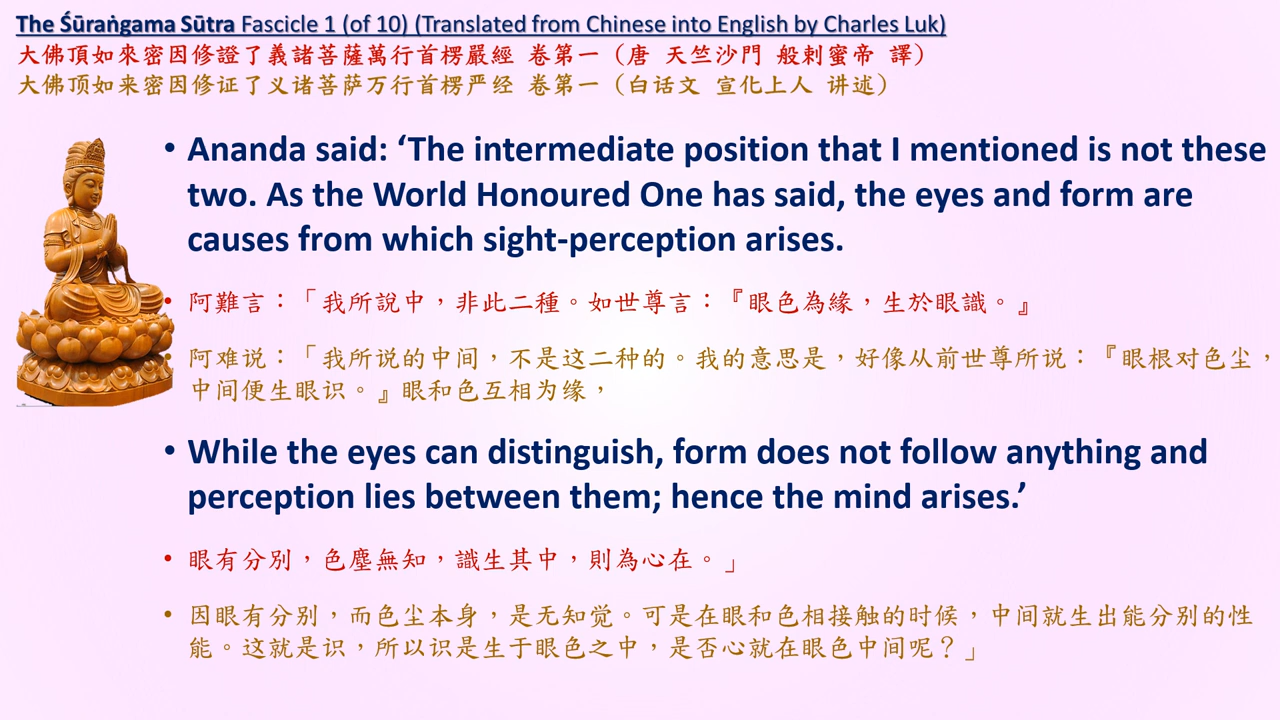 The Śūraṅgama Sūtra Fascicle 1 (of 10) (Translated from Chinese into English by Charles Luk)
大佛頂如來密因修證了義諸菩薩萬行首楞嚴經 卷第一（唐 天竺沙門 般剌蜜帝 譯）
大佛顶如来密因修证了义诸菩萨万行首楞严经 卷第一（白话文 宣化上人 讲述）
• Ananda said: ‘The intermediate position that I mentioned is not these
two. As the World Honoured One has said, the eyes and form are
causes from which sight-perception arises.
• 阿難言：「我所說中，非此二種。如世尊言：『眼色為緣，生於眼識。』
• 阿难说：「我所说的中间，不是这二种的。我的意思是，好像从前世尊所说：『眼根对色尘，
中间便生眼识。』眼和色互相为缘，
• While the eyes can distinguish, form does not follow anything and
perception lies between them; hence the mind arises.’
• 眼有分別，色塵無知，識生其中，則為心在。」
• 因眼有分别，而色尘本身，是无知觉。可是在眼和色相接触的时候，中间就生出能分别的性
能。这就是识，所以识是生于眼色之中，是否心就在眼色中间呢？」